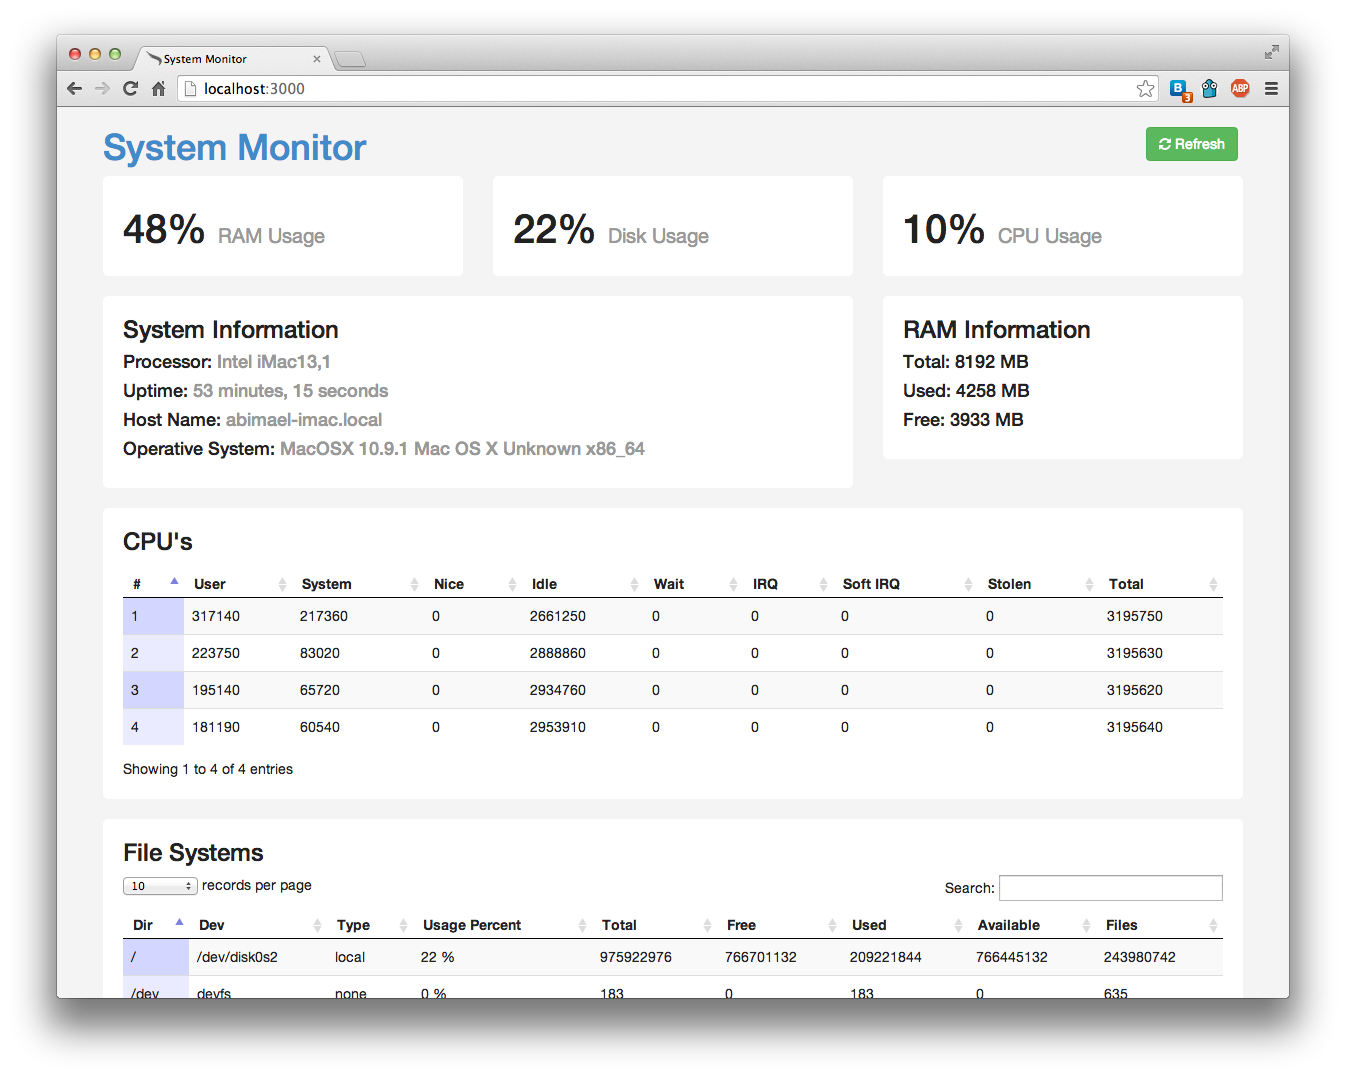 System Monitor
localhost:3000
B 3 ABP
System Monitor
Refresh
48% RAM Usage
22% Disk Usage
10% CPU Usage
System Information
Processor: Intel iMac13,1
Uptime: 53 minutes, 15 seconds
Host Name: abimael-imac.local
Operative System: MacOSX 10.9.1 Mac OS X Unknown x86_64
RAM Information
Total: 8192 MB
Used: 4258 MB
Free: 3933 MB
CPU's
# User System Nice Idle Wait IRQ Soft IRQ Stolen Total
1 317140 217360 0 2661250 0 0 0 0 3195750
2 223750 83020 0 2888860 0 0 0 0 3195630
3 195140 65720 0 2934760 0 0 0 0 3195620
4 181190 60540 0 2953910 0 0 0 0 3195640
Showing 1 to 4 of 4 entries
File Systems
10 records per page
Search:
Dir Dev Type Usage Percent Total Free Used Available Files
/ /dev/disk0s2 local 22 % 975922976 766701132 209221844 766445132 243980742
/dev devfs none 0 % 183 0 183 0 635